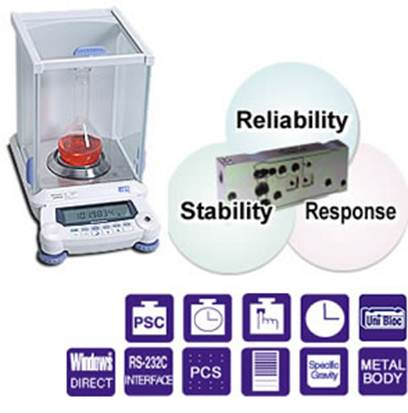 Reliability
Stability
Response
PSC
Uni Bloc
Windows
DIRECT
RS-232C
INTERFACE
PCS
Specific
Gravity
METAL
BODY